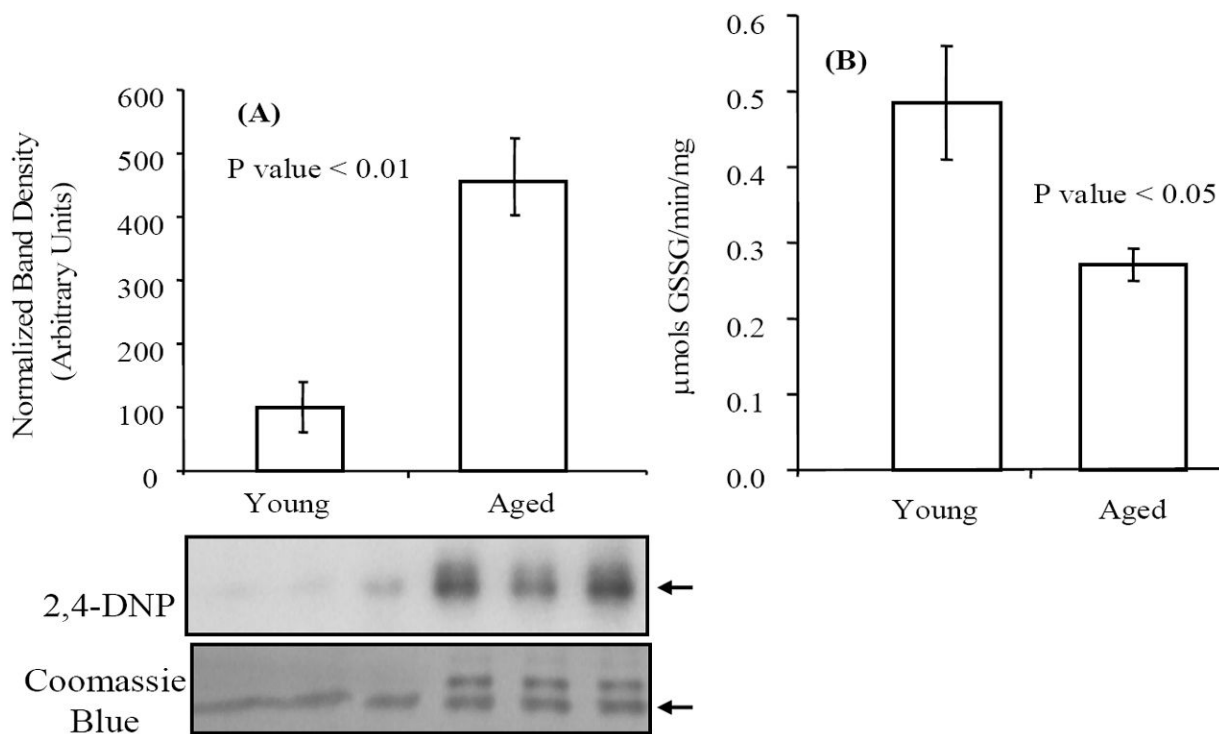 (A)
P value < 0.01
Normalized Band Density
(Arbitrary Units)
600
500
400
300
200
100
0
Young
Aged
2,4-DNP
Coomassie
Blue
(B)
P value < 0.05
µmols GSSG/min/mg
0.6
0.5
0.4
0.3
0.2
0.1
0.0
Young
Aged